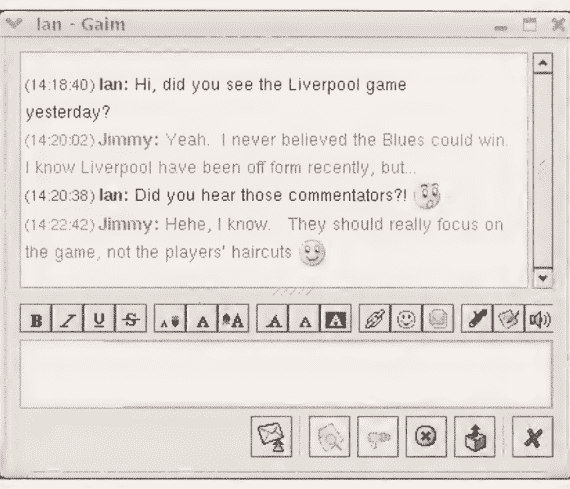 Ian - Gaim
(14:18:40) Ian: Hi, did you see the Liverpool game
yesterday?
(14:20:02) Jimmy: Yeah. I never believed the Blues could win.
I know Liverpool have been off form recently, but...
(14:20:38) Ian: Did you hear those commentators?!
(14:22:42) Jimmy: Hehe, I know. They should really focus on
the game, not the players' haircuts
B I U S A A A A A A